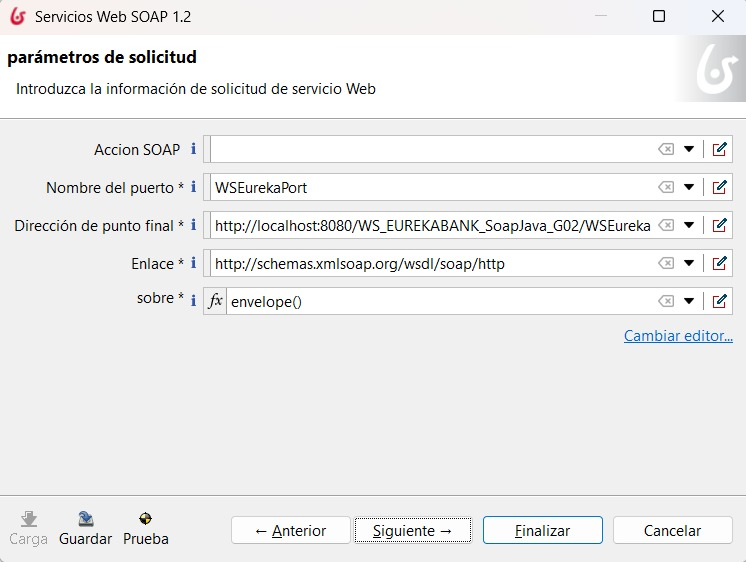 Servicios Web SOAP 1.2
parámetros de solicitud
Introduzca la información de solicitud de servicio Web
Accion SOAP
Nombre del puerto * WSEurekaPort
Dirección de punto final * http://localhost:8080/WS_EUREKABANK_SoapJava_G02/WSEureka
Enlace * http://schemas.xmlsoap.org/wsdl/soap/http
sobre * fx envelope()
Cambiar editor...
Carga Guardar Prueba ← Anterior Siguiente → Finalizar Cancelar